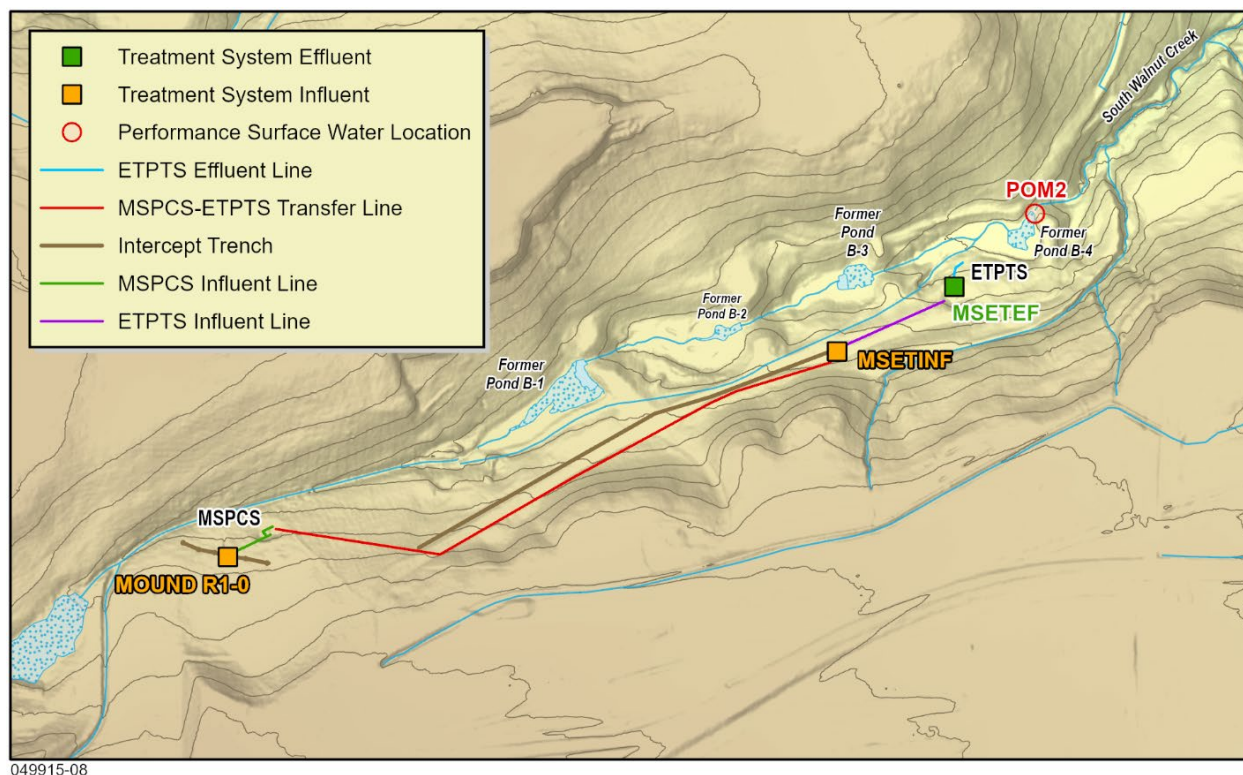 Treatment System Effluent
Treatment System Influent
Performance Surface Water Location
ETPTS Effluent Line
MSPCS-ETPTS Transfer Line
Intercept Trench
MSPCS Influent Line
ETPTS Influent Line
South Walnut Creek
POM2
Former
Pond
B-3
Former
Pond B-4
ETPTS
MSETEF
Former
Pond B-2
MSETINF
Former
Pond B-1
MSPCS
MOUND R1-0
049915-08